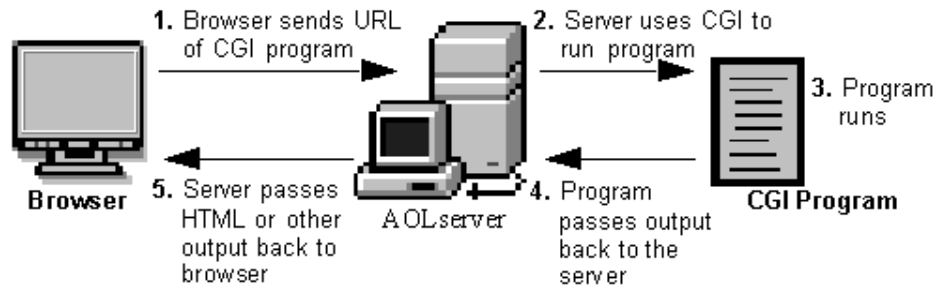 1. Browser sends URL
of CGI program
2. Server uses CGI to
run program
3. Program
runs
Browser
AOLserver
CGI Program
5. Server passes
HTML or other
output back to
browser
4. Program
passes output
back to the
server